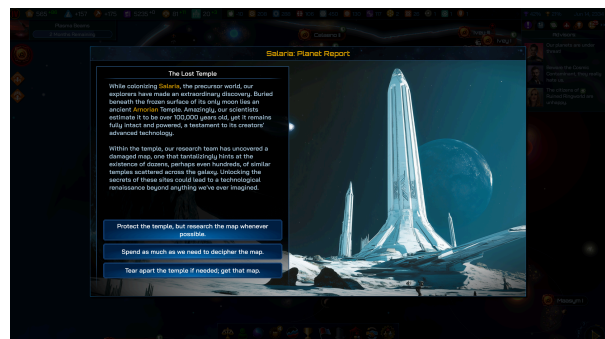 Salaria: Planet Report
The Lost Temple
While colonizing Salaria, the precursor world, our
explorers have made an extraordinary discovery. Buried
beneath the frozen surface of its only moon lies an
ancient Arnorian Temple. Amazingly, our scientists
estimate it to be over 100,000 years old, yet it remains
fully intact and powered, a testament to its creators'
advanced technology.
Within the temple, our research team has uncovered a
damaged map, one that tantalizingly hints at the
existence of dozens, perhaps even hundreds, of similar
temples scattered across the galaxy. Unlocking the
secrets of these sites could lead to a technological
renaissance beyond anything we've ever imagined.
Protect the temple, but research the map whenever
possible.
Spend as much as we need to decipher the map.
Tear apart the temple if needed; get that map.